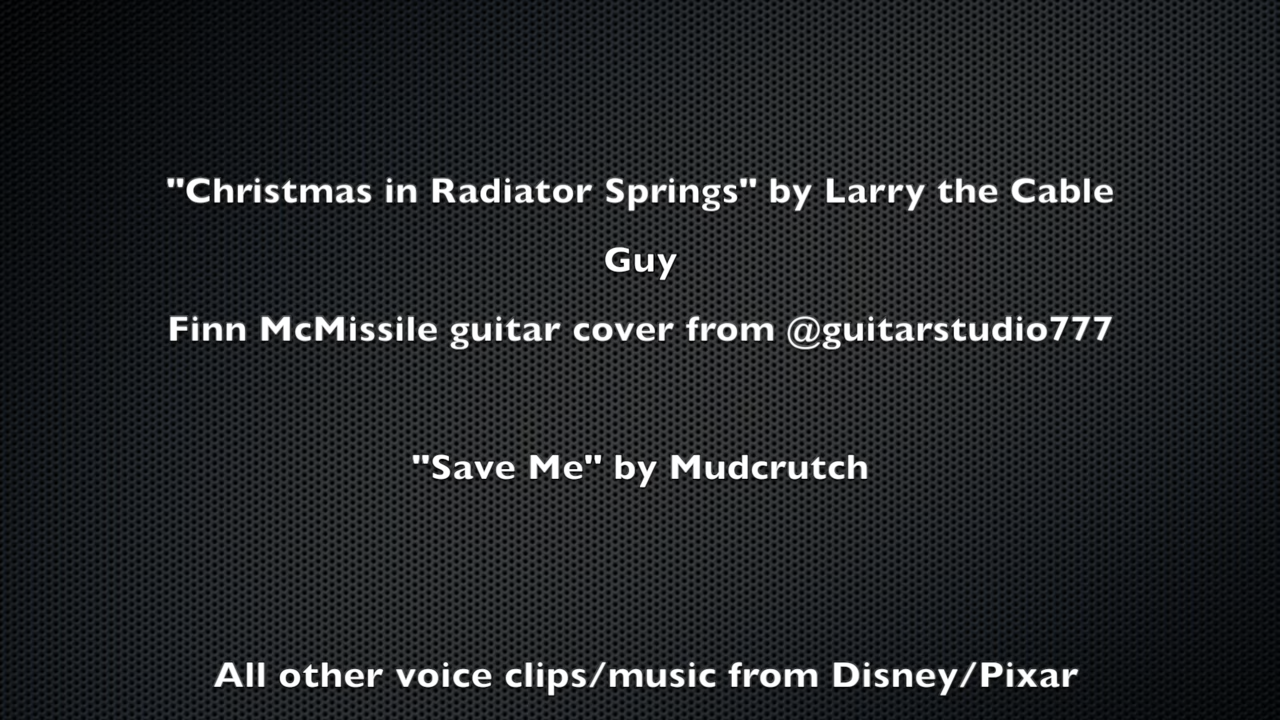 "Christmas in Radiator Springs" by Larry the Cable
Guy
Finn McMissile guitar cover from @guitarstudio777
"Save Me" by Mudcrutch
All other voice clips/music from Disney/Pixar